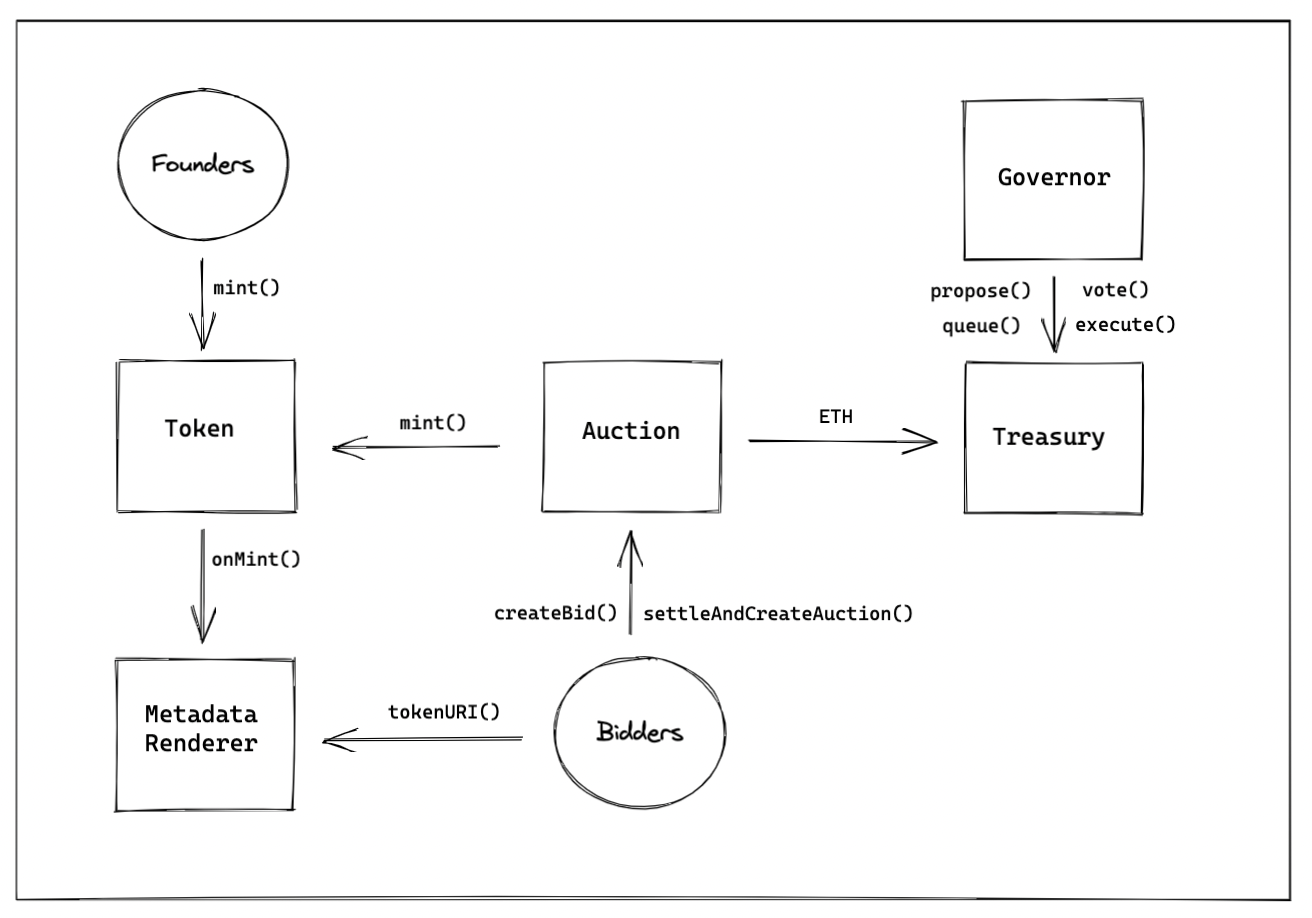 Founders
Governor
mint()
propose() vote()
queue() execute()
Token
mint()
Auction
ETH
Treasury
onMint()
createBid() settleAndCreateAuction()
Metadata
Renderer
tokenURI()
Bidders